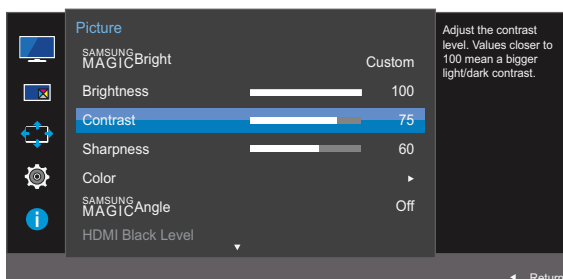 Picture
SAMSUNG
MAGICBright Custom
Brightness 100
Contrast 75
Sharpness 60
Color
SAMSUNG
MAGICAngle Off
HDMI Black Level
Adjust the contrast
level. Values closer to
100 mean a bigger
light/dark contrast.
Return